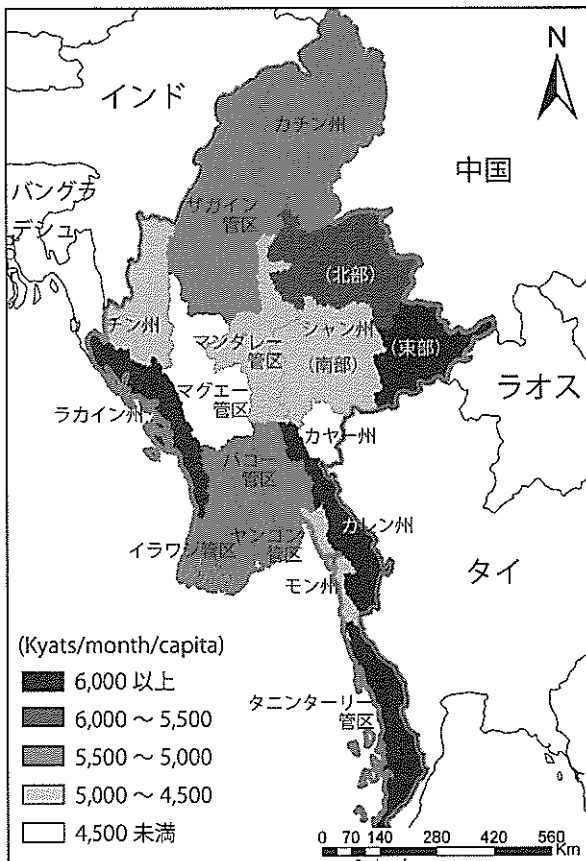 インド
N
カチン州
中国
バングラ
デシュ
サガイン
管区
(北部)
チン州
マンダレー
管区
シャン州
(南部)
(東部)
ラオス
マグエー
管区
ラカイン州
カヤー州
バゴー
管区
カレン州
ヤンゴン
管区
イラワジ管区
タイ
モン州
(Kyats/month/capita)
6,000 以上
6,000 ～ 5,500
5,500 ～ 5,000
5,000 ～ 4,500
4,500 未満
タニンターリー
管区
0 70 140 280 420 560
Km